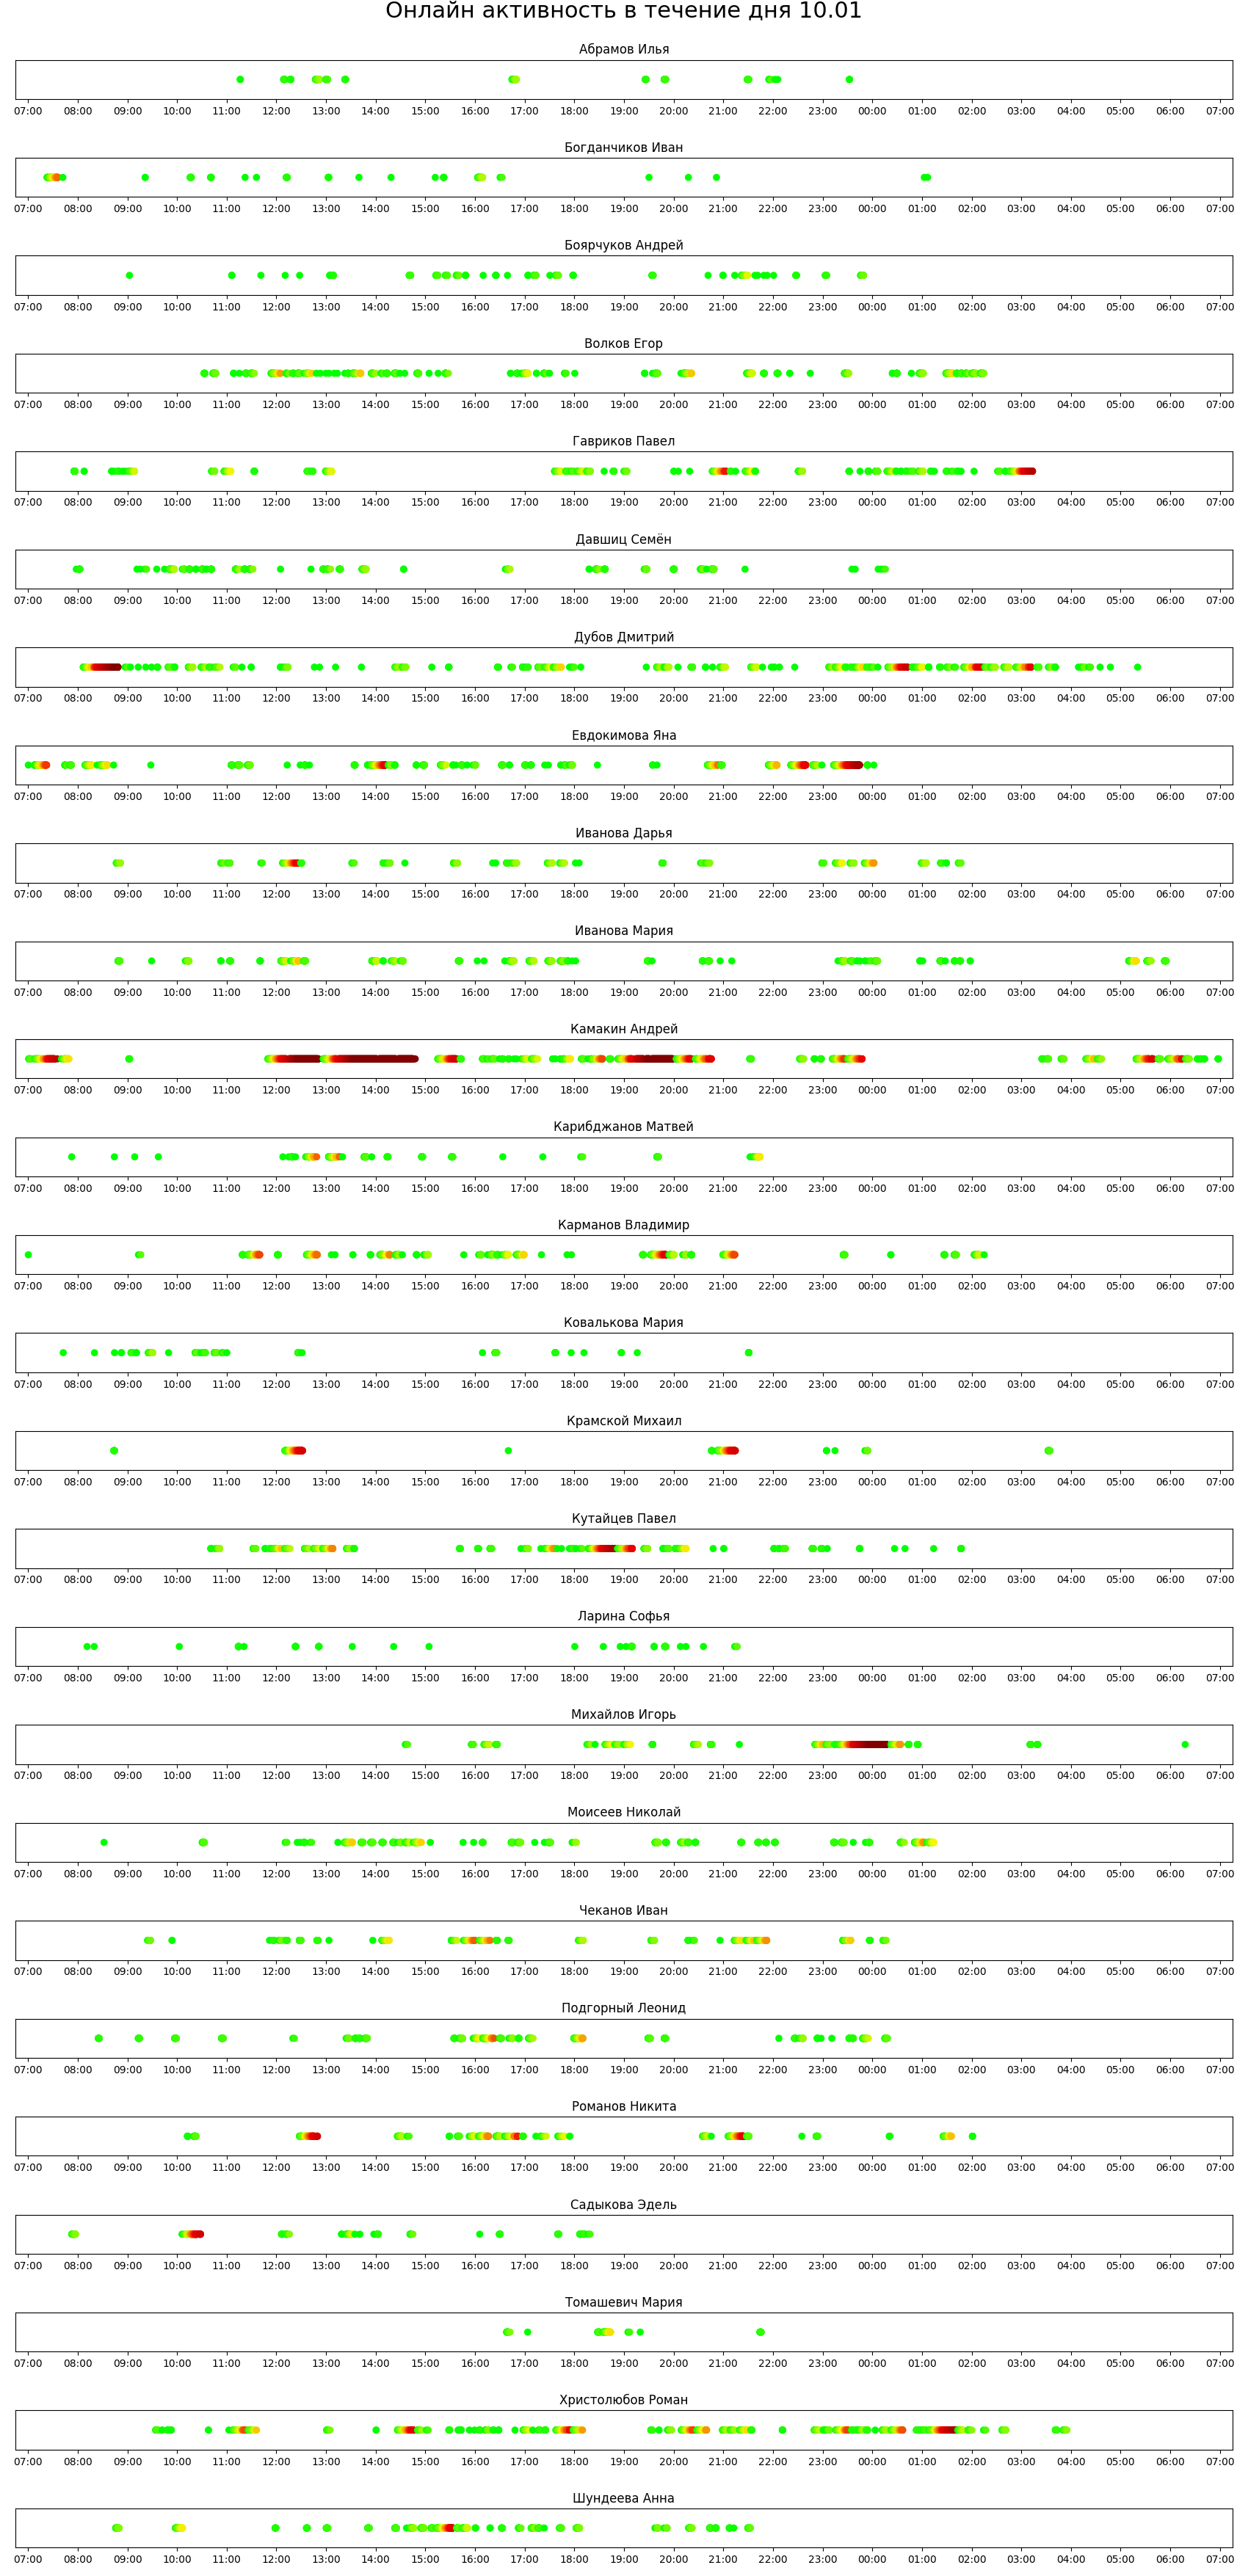 Онлайн активность в течение дня 10.01
Абрамов Илья
07:00 08:00 09:00 10:00 11:00 12:00 13:00 14:00 15:00 16:00 17:00 18:00 19:00 20:00 21:00 22:00 23:00 00:00 01:00 02:00 03:00 04:00 05:00 06:00 07:00
Богданчиков Иван
07:00 08:00 09:00 10:00 11:00 12:00 13:00 14:00 15:00 16:00 17:00 18:00 19:00 20:00 21:00 22:00 23:00 00:00 01:00 02:00 03:00 04:00 05:00 06:00 07:00
Боярчуков Андрей
07:00 08:00 09:00 10:00 11:00 12:00 13:00 14:00 15:00 16:00 17:00 18:00 19:00 20:00 21:00 22:00 23:00 00:00 01:00 02:00 03:00 04:00 05:00 06:00 07:00
Волков Егор
07:00 08:00 09:00 10:00 11:00 12:00 13:00 14:00 15:00 16:00 17:00 18:00 19:00 20:00 21:00 22:00 23:00 00:00 01:00 02:00 03:00 04:00 05:00 06:00 07:00
Гавриков Павел
07:00 08:00 09:00 10:00 11:00 12:00 13:00 14:00 15:00 16:00 17:00 18:00 19:00 20:00 21:00 22:00 23:00 00:00 01:00 02:00 03:00 04:00 05:00 06:00 07:00
Давшиц Семён
07:00 08:00 09:00 10:00 11:00 12:00 13:00 14:00 15:00 16:00 17:00 18:00 19:00 20:00 21:00 22:00 23:00 00:00 01:00 02:00 03:00 04:00 05:00 06:00 07:00
Дубов Дмитрий
07:00 08:00 09:00 10:00 11:00 12:00 13:00 14:00 15:00 16:00 17:00 18:00 19:00 20:00 21:00 22:00 23:00 00:00 01:00 02:00 03:00 04:00 05:00 06:00 07:00
Евдокимова Яна
07:00 08:00 09:00 10:00 11:00 12:00 13:00 14:00 15:00 16:00 17:00 18:00 19:00 20:00 21:00 22:00 23:00 00:00 01:00 02:00 03:00 04:00 05:00 06:00 07:00
Иванова Дарья
07:00 08:00 09:00 10:00 11:00 12:00 13:00 14:00 15:00 16:00 17:00 18:00 19:00 20:00 21:00 22:00 23:00 00:00 01:00 02:00 03:00 04:00 05:00 06:00 07:00
Иванова Мария
07:00 08:00 09:00 10:00 11:00 12:00 13:00 14:00 15:00 16:00 17:00 18:00 19:00 20:00 21:00 22:00 23:00 00:00 01:00 02:00 03:00 04:00 05:00 06:00 07:00
Камакин Андрей
07:00 08:00 09:00 10:00 11:00 12:00 13:00 14:00 15:00 16:00 17:00 18:00 19:00 20:00 21:00 22:00 23:00 00:00 01:00 02:00 03:00 04:00 05:00 06:00 07:00
Карибджанов Матвей
07:00 08:00 09:00 10:00 11:00 12:00 13:00 14:00 15:00 16:00 17:00 18:00 19:00 20:00 21:00 22:00 23:00 00:00 01:00 02:00 03:00 04:00 05:00 06:00 07:00
Карманов Владимир
07:00 08:00 09:00 10:00 11:00 12:00 13:00 14:00 15:00 16:00 17:00 18:00 19:00 20:00 21:00 22:00 23:00 00:00 01:00 02:00 03:00 04:00 05:00 06:00 07:00
Ковалькова Мария
07:00 08:00 09:00 10:00 11:00 12:00 13:00 14:00 15:00 16:00 17:00 18:00 19:00 20:00 21:00 22:00 23:00 00:00 01:00 02:00 03:00 04:00 05:00 06:00 07:00
Крамской Михаил
07:00 08:00 09:00 10:00 11:00 12:00 13:00 14:00 15:00 16:00 17:00 18:00 19:00 20:00 21:00 22:00 23:00 00:00 01:00 02:00 03:00 04:00 05:00 06:00 07:00
Кутайцев Павел
07:00 08:00 09:00 10:00 11:00 12:00 13:00 14:00 15:00 16:00 17:00 18:00 19:00 20:00 21:00 22:00 23:00 00:00 01:00 02:00 03:00 04:00 05:00 06:00 07:00
Ларина Софья
07:00 08:00 09:00 10:00 11:00 12:00 13:00 14:00 15:00 16:00 17:00 18:00 19:00 20:00 21:00 22:00 23:00 00:00 01:00 02:00 03:00 04:00 05:00 06:00 07:00
Михайлов Игорь
07:00 08:00 09:00 10:00 11:00 12:00 13:00 14:00 15:00 16:00 17:00 18:00 19:00 20:00 21:00 22:00 23:00 00:00 01:00 02:00 03:00 04:00 05:00 06:00 07:00
Моисеев Николай
07:00 08:00 09:00 10:00 11:00 12:00 13:00 14:00 15:00 16:00 17:00 18:00 19:00 20:00 21:00 22:00 23:00 00:00 01:00 02:00 03:00 04:00 05:00 06:00 07:00
Чеканов Иван
07:00 08:00 09:00 10:00 11:00 12:00 13:00 14:00 15:00 16:00 17:00 18:00 19:00 20:00 21:00 22:00 23:00 00:00 01:00 02:00 03:00 04:00 05:00 06:00 07:00
Подгорный Леонид
07:00 08:00 09:00 10:00 11:00 12:00 13:00 14:00 15:00 16:00 17:00 18:00 19:00 20:00 21:00 22:00 23:00 00:00 01:00 02:00 03:00 04:00 05:00 06:00 07:00
Романов Никита
07:00 08:00 09:00 10:00 11:00 12:00 13:00 14:00 15:00 16:00 17:00 18:00 19:00 20:00 21:00 22:00 23:00 00:00 01:00 02:00 03:00 04:00 05:00 06:00 07:00
Садыкова Эдель
07:00 08:00 09:00 10:00 11:00 12:00 13:00 14:00 15:00 16:00 17:00 18:00 19:00 20:00 21:00 22:00 23:00 00:00 01:00 02:00 03:00 04:00 05:00 06:00 07:00
Томашевич Мария
07:00 08:00 09:00 10:00 11:00 12:00 13:00 14:00 15:00 16:00 17:00 18:00 19:00 20:00 21:00 22:00 23:00 00:00 01:00 02:00 03:00 04:00 05:00 06:00 07:00
Христолюбов Роман
07:00 08:00 09:00 10:00 11:00 12:00 13:00 14:00 15:00 16:00 17:00 18:00 19:00 20:00 21:00 22:00 23:00 00:00 01:00 02:00 03:00 04:00 05:00 06:00 07:00
Шундеева Анна
07:00 08:00 09:00 10:00 11:00 12:00 13:00 14:00 15:00 16:00 17:00 18:00 19:00 20:00 21:00 22:00 23:00 00:00 01:00 02:00 03:00 04:00 05:00 06:00 07:00